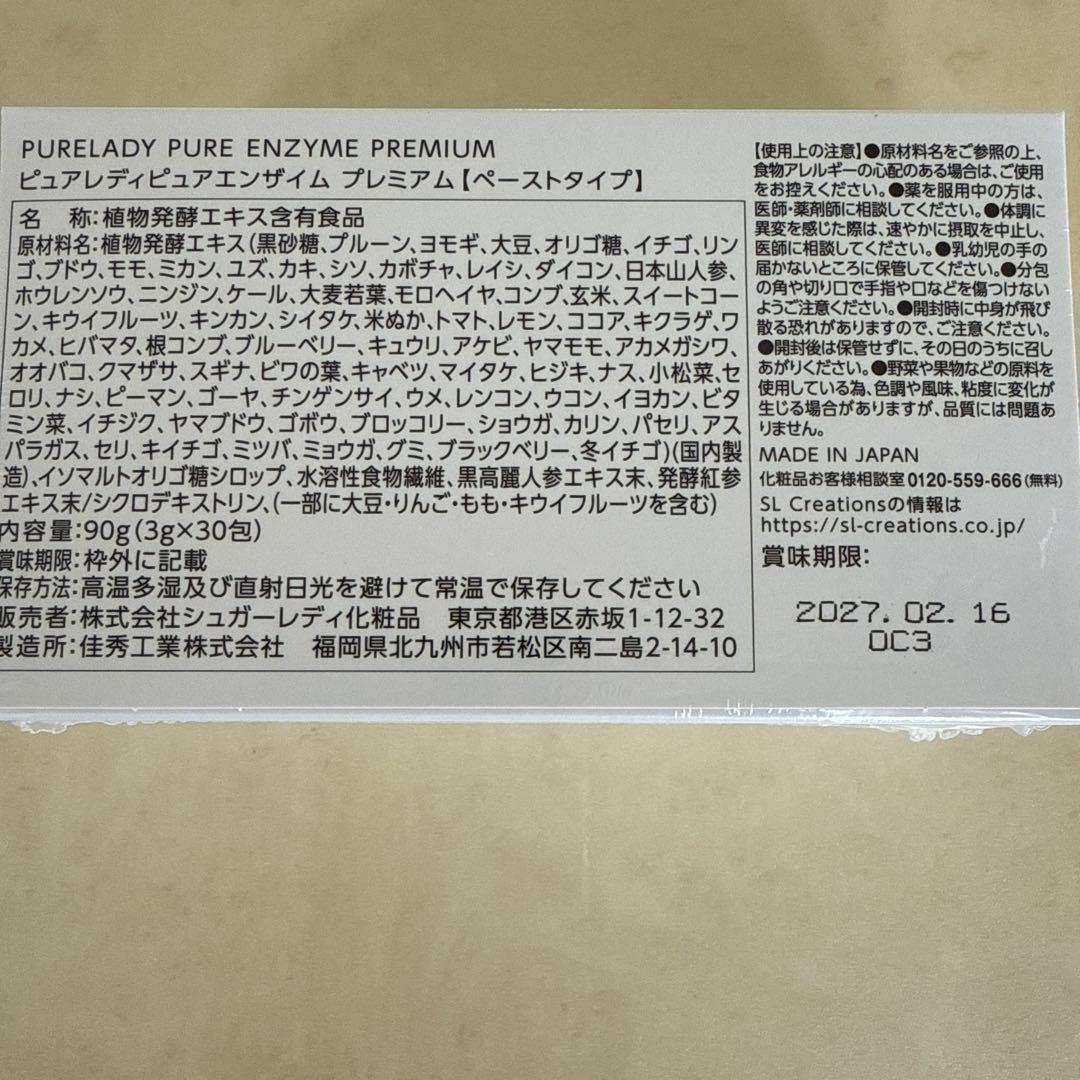 PURELADY PURE ENZYME PREMIUM
ピュアレディピュアエンザイム プレミアム【ペーストタイプ】
名　称:植物発酵エキス含有食品
原材料名:植物発酵エキス(黒砂糖、プルーン、ヨモギ、大豆、オリゴ糖、イチゴ、リン
ゴ、ブドウ、モモ、ミカン、ユズ、カキ、シソ、カボチャ、レイシ、ダイコン、日本山人参、
ホウレンソウ、ニンジン、ケール、大麦若葉、モロヘイヤ、コンブ、玄米、スイートコー
ン、キウイフルーツ、キンカン、シイタケ、米ぬか、トマト、レモン、ココア、キクラゲ、ワ
カメ、ヒバマタ、根コンブ、ブルーベリー、キュウリ、アケビ、ヤマモモ、アカメガシワ、
オオバコ、クマザサ、スギナ、ビワの葉、キャベツ、マイタケ、ヒジキ、ナス、小松菜、セ
ロリ、ナシ、ピーマン、ゴーヤ、チンゲンサイ、ウメ、レンコン、ウコン、イヨカン、ビタ
ミン菜、イチジク、ヤマブドウ、ゴボウ、ブロッコリー、ショウガ、カリン、パセリ、アス
パラガス、セリ、キイチゴ、ミツバ、ミョウガ、グミ、ブラックベリー、冬イチゴ)(国内製
造)、イソマルトオリゴ糖シロップ、水溶性食物繊維、黒高麗人参エキス末、発酵紅参
エキス末/シクロデキストリン、(一部に大豆・りんご・もも・キウイフルーツを含む)
内容量:90g(3g×30包)
賞味期限:枠外に記載
保存方法:高温多湿及び直射日光を避けて常温で保存してください
販売者:株式会社シュガーレディ化粧品　東京都港区赤坂1-12-32
製造所:佳秀工業株式会社　福岡県北九州市若松区南二島2-14-10
【使用上の注意】●原材料名をご参照の上、
食物アレルギーの心配のある場合は、ご使用
をお控えください。●薬を服用中の方は、
医師・薬剤師に相談してください。●体調に
異変を感じた際は、速やかに摂取を中止し、
医師に相談してください。●乳幼児の手の
届かないところに保管してください。●分包
の角や切り口で手指や口などを傷つけない
ようご注意ください。●開封時に中身が飛び
散る恐れがありますので、ご注意ください。
●開封後は保管せずに、その日のうちに召し
あがりください。●野菜や果物などの原料を
使用している為、色調や風味、粘度に変化が
生じる場合がありますが、品質には問題あ
りません。
MADE IN JAPAN
化粧品お客様相談室0120-559-666(無料)
SL Creationsの情報は
https://sl-creations.co.jp/
賞味期限:
2027.02.16
OC3